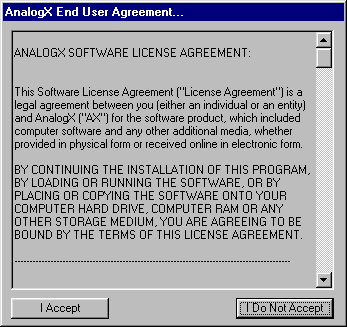 AnalogX End User Agreement...
ANALOGX SOFTWARE LICENSE AGREEMENT:
This Software License Agreement ("License Agreement") is a
legal agreement between you (either an individual or an entity)
and AnalogX ("AX") for the software product, which included
computer software and any other additional media, whether
provided in physical form or received online in electronic form.
BY CONTINUING THE INSTALLATION OF THIS PROGRAM,
BY LOADING OR RUNNING THE SOFTWARE, OR BY
PLACING OR COPYING THE SOFTWARE ONTO YOUR
COMPUTER HARD DRIVE, COMPUTER RAM OR ANY
OTHER STORAGE MEDIUM, YOU ARE AGREEING TO BE
BOUND BY THE TERMS OF THIS LICENSE AGREEMENT.
I Accept
I Do Not Accept